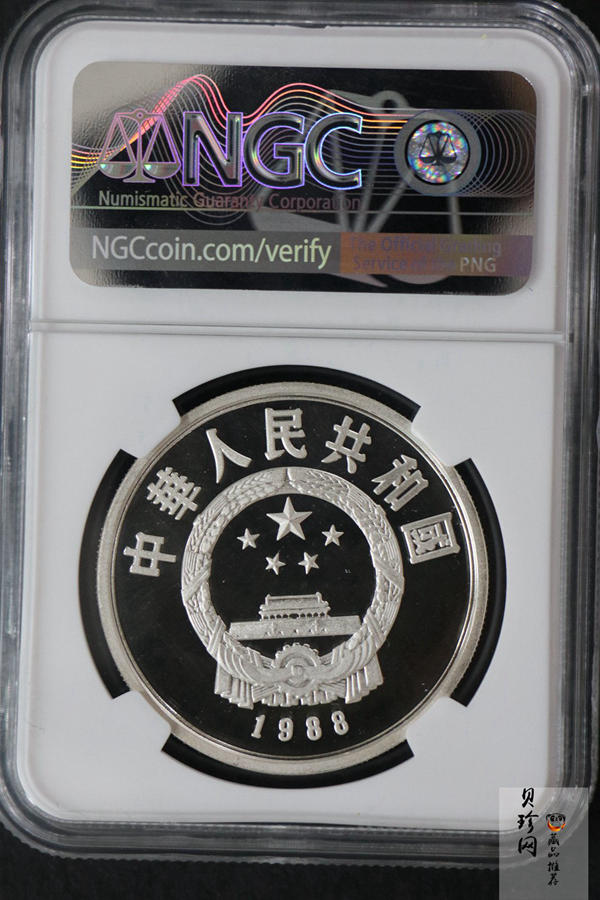 NGC
Numismatic Guaranty Corporation
NGCcoin.com/verify
The Official Grading
Service of the PNG
中華人民共和國
1988
贝珍网
藏品推荐